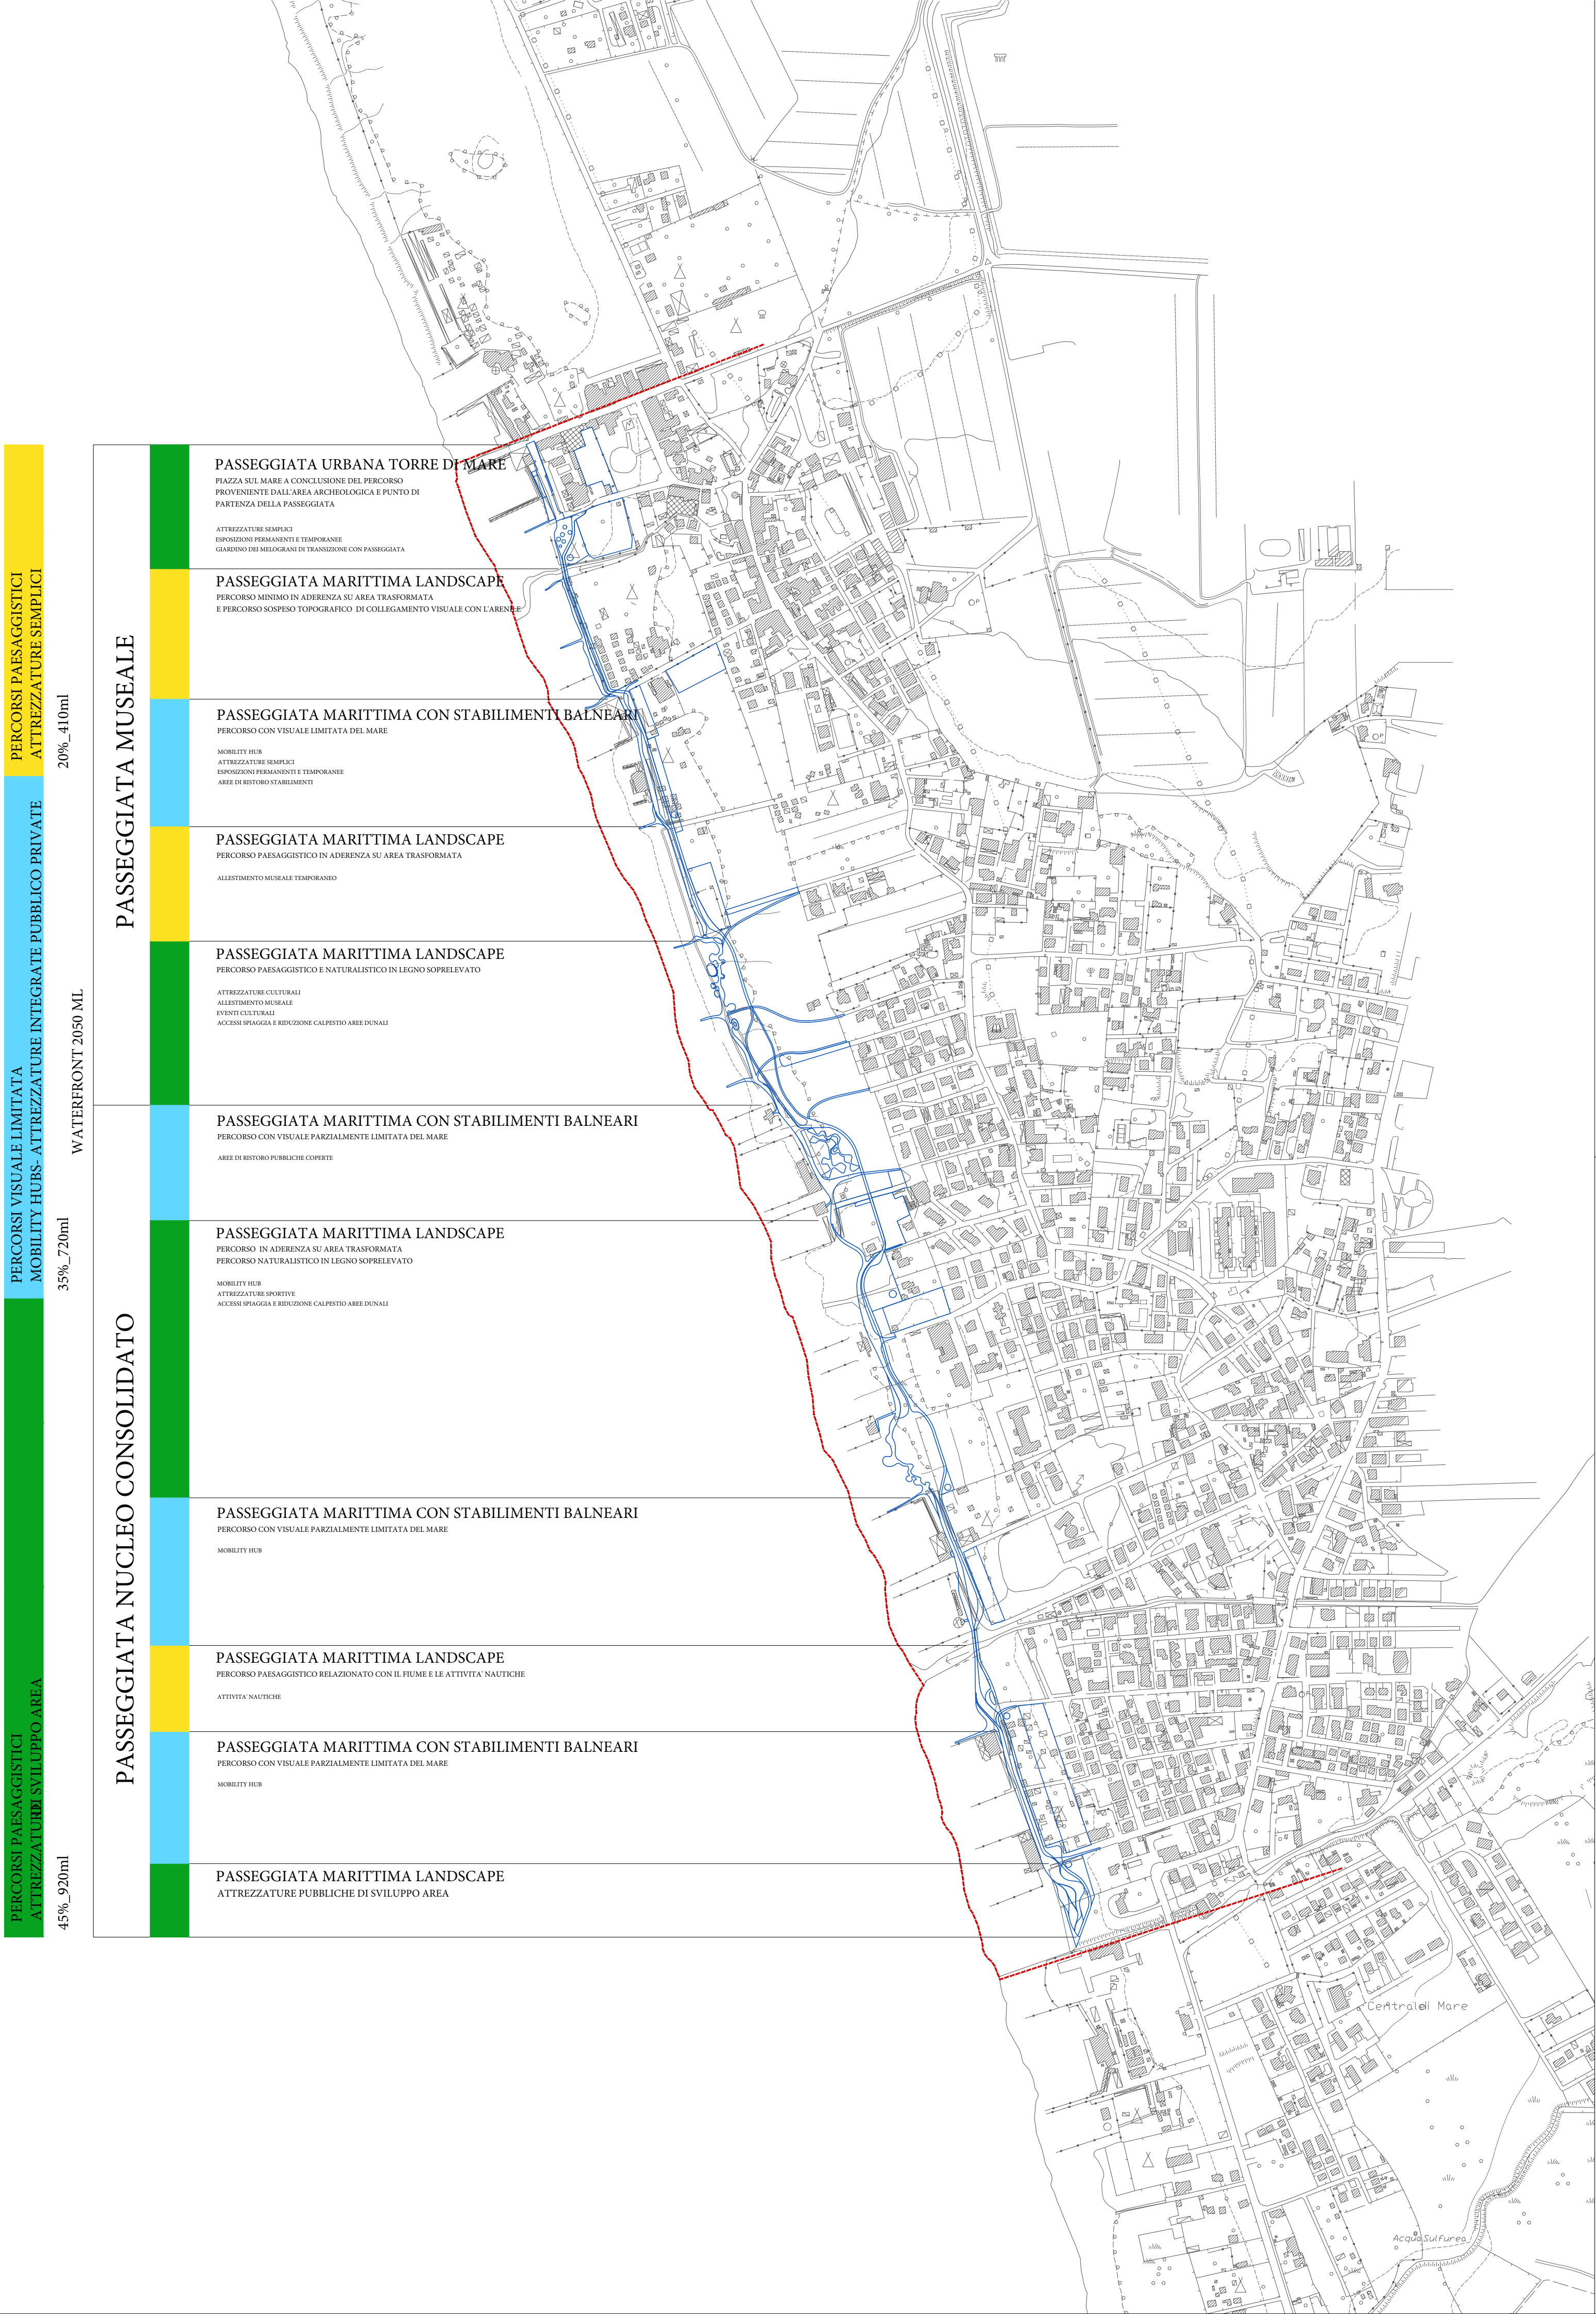 PERCORSI PAESAGGISTICI
ATTREZZATURE SEMPLICI
20%_410ml
PERCORSI VISUALE LIMITATA
MOBILITY HUBS- ATTREZZATURE INTEGRATE PUBBLICO PRIVATE
35%_720ml
PERCORSI PAESAGGISTICI
ATTREZZATURE DI SVILUPPO AREA
45%_920ml
WATERFRONT 2050 ML
PASSEGGIATA MUSEALE
PASSEGGIATA URBANA TORRE DI MARE
PIAZZA SUL MARE A CONCLUSIONE DEL PERCORSO
PROVENIENTE DALL'AREA ARCHEOLOGICA E PUNTO DI
PARTENZA DELLA PASSEGGIATA
ATTREZZATURE SEMPLICI
ESPOSIZIONI PERMANENTI E TEMPORANEE
GIARDINO DEI MELOGRANI DI TRANSIZIONE CON PASSEGGIATA
PASSEGGIATA MARITTIMA LANDSCAPE
PERCORSO MINIMO IN ADERENZA SU AREA TRASFORMATA
E PERCORSO SOSPESO TOPOGRAFICO DI COLLEGAMENTO VISUALE CON L'ARENILE
PASSEGGIATA MARITTIMA CON STABILIMENTI BALNEARI
PERCORSO CON VISUALE LIMITATA DEL MARE
MOBILITY HUB
ATTREZZATURE SEMPLICI
ESPOSIZIONI PERMANENTI E TEMPORANEE
AREE DI RISTORO STABILIMENTI
PASSEGGIATA MARITTIMA LANDSCAPE
PERCORSO PAESAGGISTICO IN ADERENZA SU AREA TRASFORMATA
ALLESTIMENTO MUSEALE TEMPORANEO
PASSEGGIATA MARITTIMA LANDSCAPE
PERCORSO PAESAGGISTICO E NATURALISTICO IN LEGNO SOPRELEVATO
ATTREZZATURE CULTURALI
ALLESTIMENTO MUSEALE
EVENTI CULTURALI
ACCESSI SPIAGGIA E RIDUZIONE CALPESTIO AREE DUNALI
PASSEGGIATA NUCLEO CONSOLIDATO
PASSEGGIATA MARITTIMA CON STABILIMENTI BALNEARI
PERCORSO CON VISUALE PARZIALMENTE LIMITATA DEL MARE
AREE DI RISTORO PUBBLICHE COPERTE
PASSEGGIATA MARITTIMA LANDSCAPE
PERCORSO IN ADERENZA SU AREA TRASFORMATA
PERCORSO NATURALISTICO IN LEGNO SOPRELEVATO
MOBILITY HUB
ATTREZZATURE SPORTIVE
ACCESSI SPIAGGIA E RIDUZIONE CALPESTIO AREE DUNALI
PASSEGGIATA MARITTIMA CON STABILIMENTI BALNEARI
PERCORSO CON VISUALE PARZIALMENTE LIMITATA DEL MARE
MOBILITY HUB
PASSEGGIATA MARITTIMA LANDSCAPE
PERCORSO PAESAGGISTICO RELAZIONATO CON IL FIUME E LE ATTIVITA' NAUTICHE
ATTIVITA' NAUTICHE
PASSEGGIATA MARITTIMA CON STABILIMENTI BALNEARI
PERCORSO CON VISUALE PARZIALMENTE LIMITATA DEL MARE
MOBILITY HUB
PASSEGGIATA MARITTIMA LANDSCAPE
ATTREZZATURE PUBBLICHE DI SVILUPPO AREA
di Mare
Acqua Sulfurea